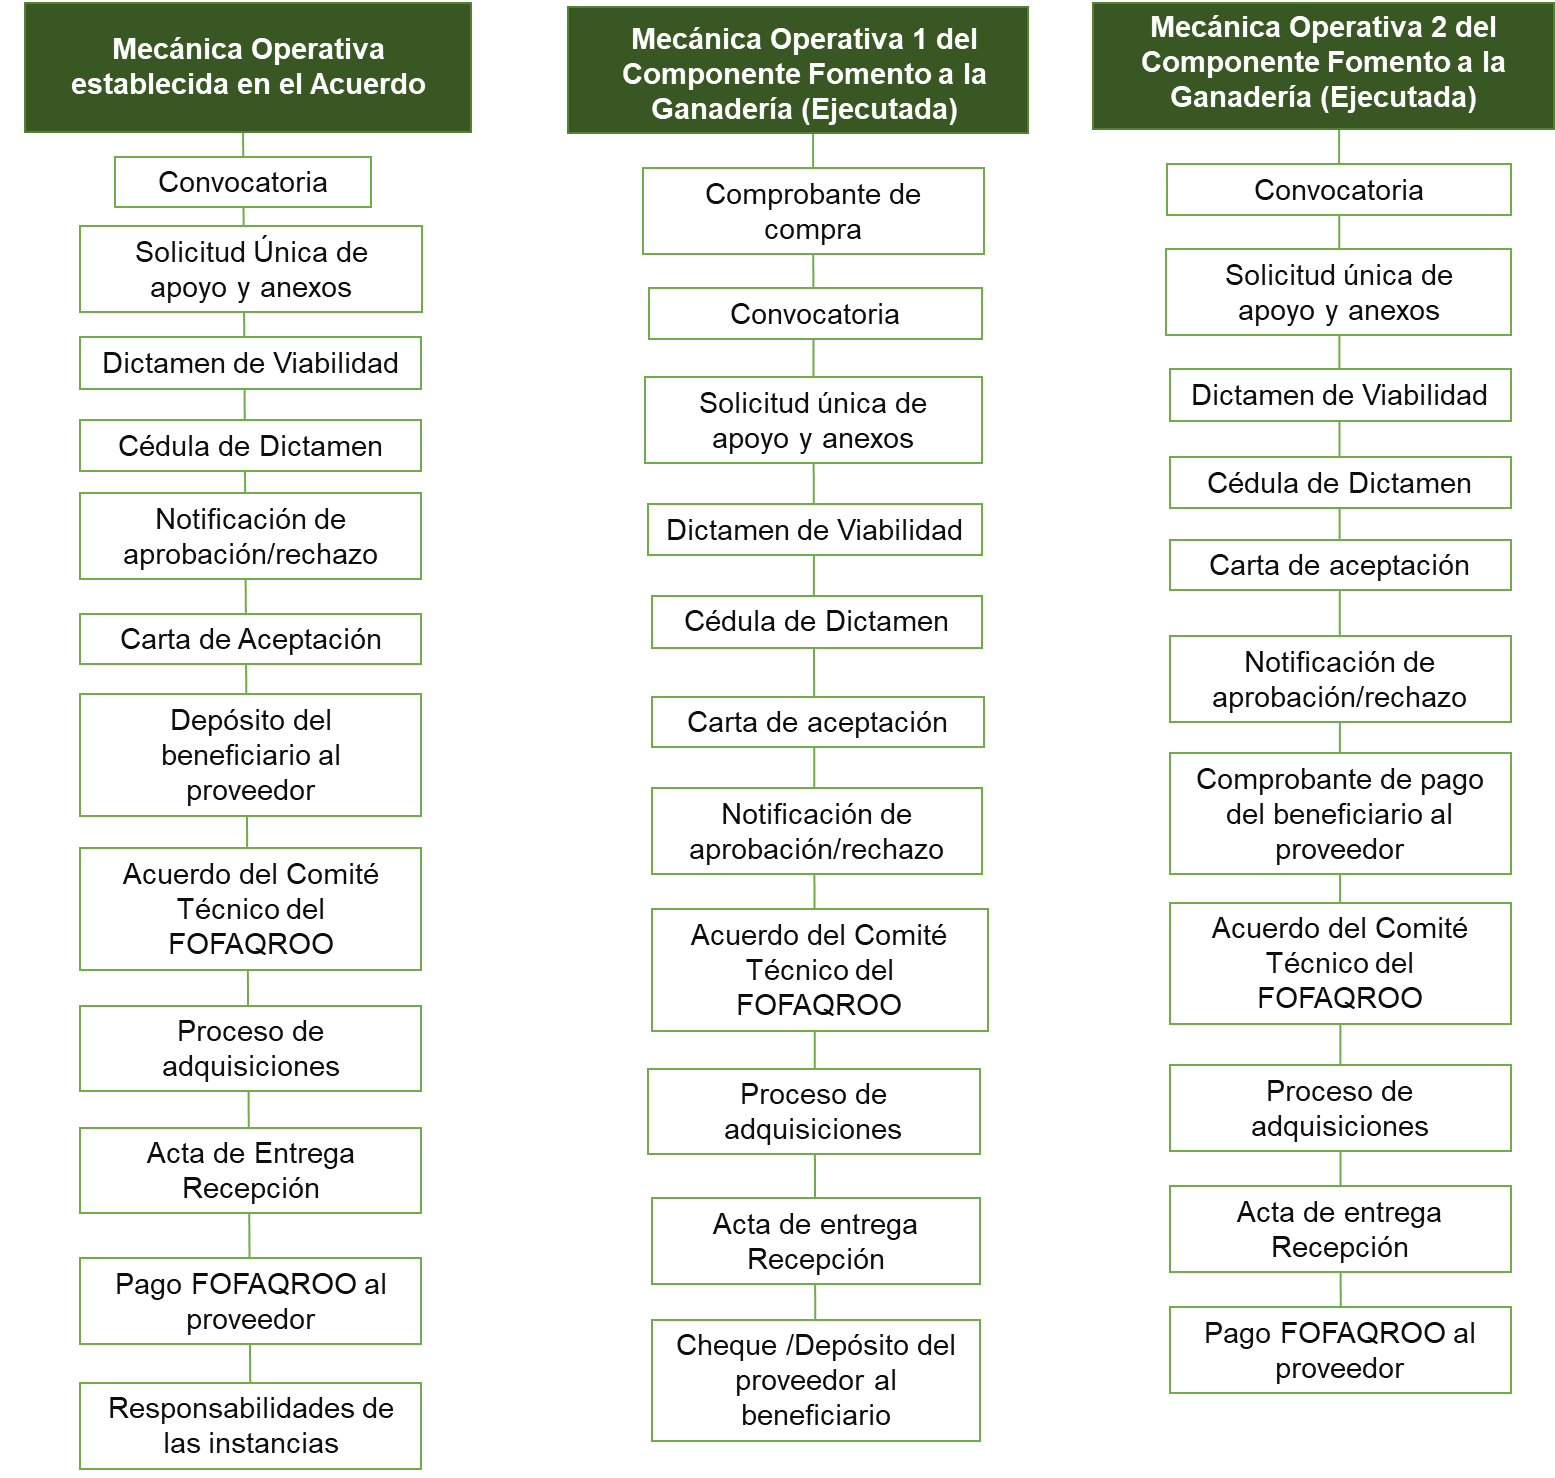 Mecánica Operativa
establecida en el Acuerdo
Convocatoria
Solicitud Única de
apoyo y anexos
Dictamen de Viabilidad
Cédula de Dictamen
Notificación de
aprobación/rechazo
Carta de Aceptación
Depósito del
beneficiario al
proveedor
Acuerdo del Comité
Técnico del
FOFAQROO
Proceso de
adquisiciones
Acta de Entrega
Recepción
Pago FOFAQROO al
proveedor
Responsabilidades de
las instancias
Mecánica Operativa 1 del
Componente Fomento a la
Ganadería (Ejecutada)
Comprobante de
compra
Convocatoria
Solicitud única de
apoyo y anexos
Dictamen de Viabilidad
Cédula de Dictamen
Carta de aceptación
Notificación de
aprobación/rechazo
Acuerdo del Comité
Técnico del
FOFAQROO
Proceso de
adquisiciones
Acta de entrega
Recepción
Cheque /Depósito del
proveedor al
beneficiario
Mecánica Operativa 2 del
Componente Fomento a la
Ganadería (Ejecutada)
Convocatoria
Solicitud única de
apoyo y anexos
Dictamen de Viabilidad
Cédula de Dictamen
Carta de aceptación
Notificación de
aprobación/rechazo
Comprobante de pago
del beneficiario al
proveedor
Acuerdo del Comité
Técnico del
FOFAQROO
Proceso de
adquisiciones
Acta de entrega
Recepción
Pago FOFAQROO al
proveedor